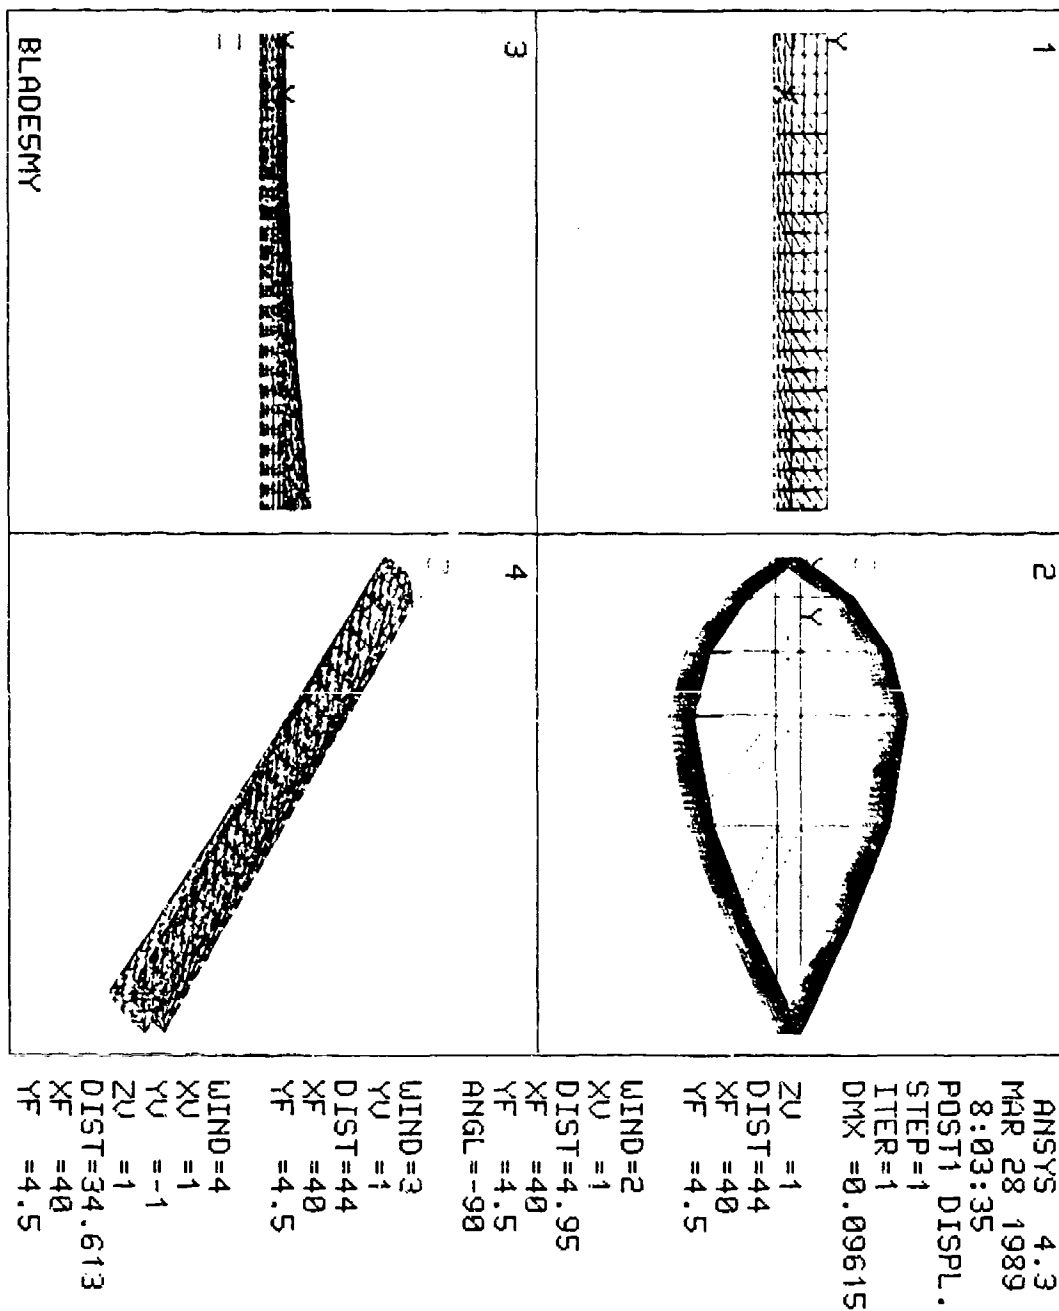 1
ANSYS 4.3
MAR 28 1989
8:03:35
POST1 DISPL.
STEP=1
ITER=1
DMX =0.09615
ZV =1
DIST=44
XF =40
YF =4.5
WIND=2
XV =1
DIST=4.95
XF =40
YF =4.5
ANGL=-90
WIND=3
YV =1
DIST=44
XF =40
YF =4.5
WIND=4
XV =1
YV =-1
ZV =1
DIST=34.613
XF =40
YF =4.5
2
3
4
Y
X
Y
Y
BLADESMY